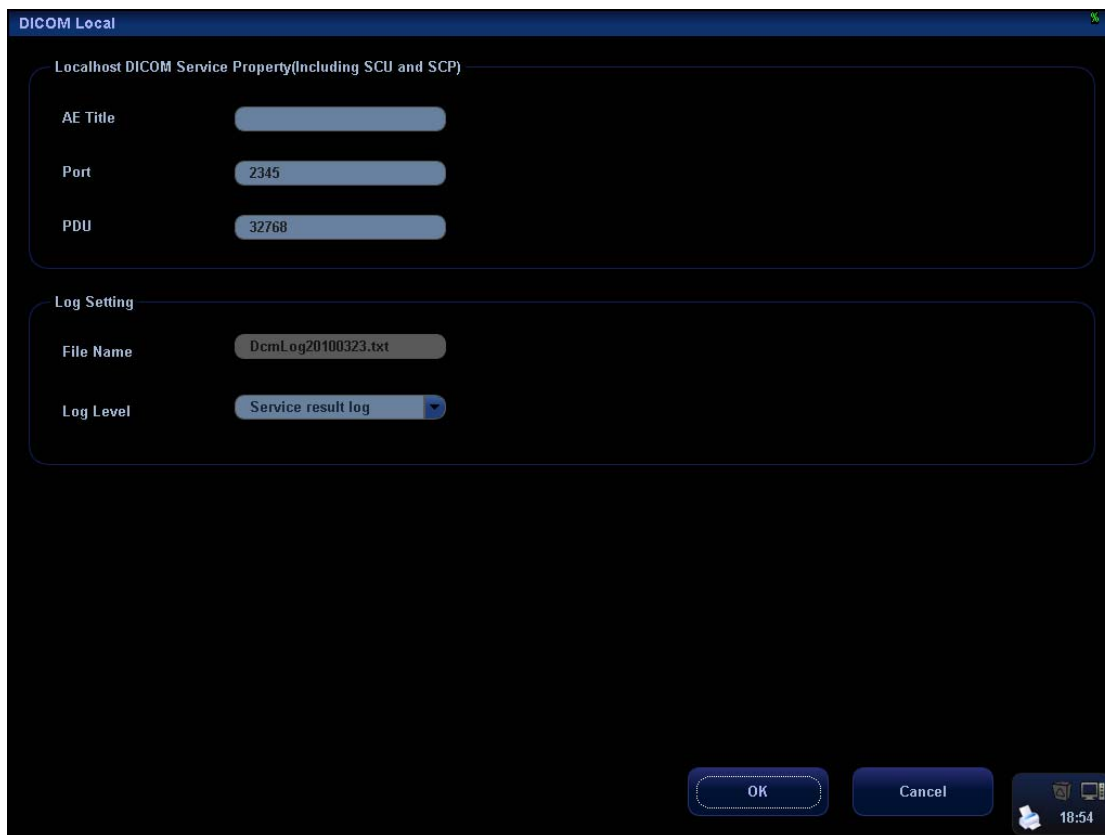 DICOM Local
%
Localhost DICOM Service Property(Including SCU and SCP)
AE Title
Port 2345
PDU 32768
Log Setting
File Name DcmLog20100323.txt
Log Level Service result log
OK Cancel
18:54